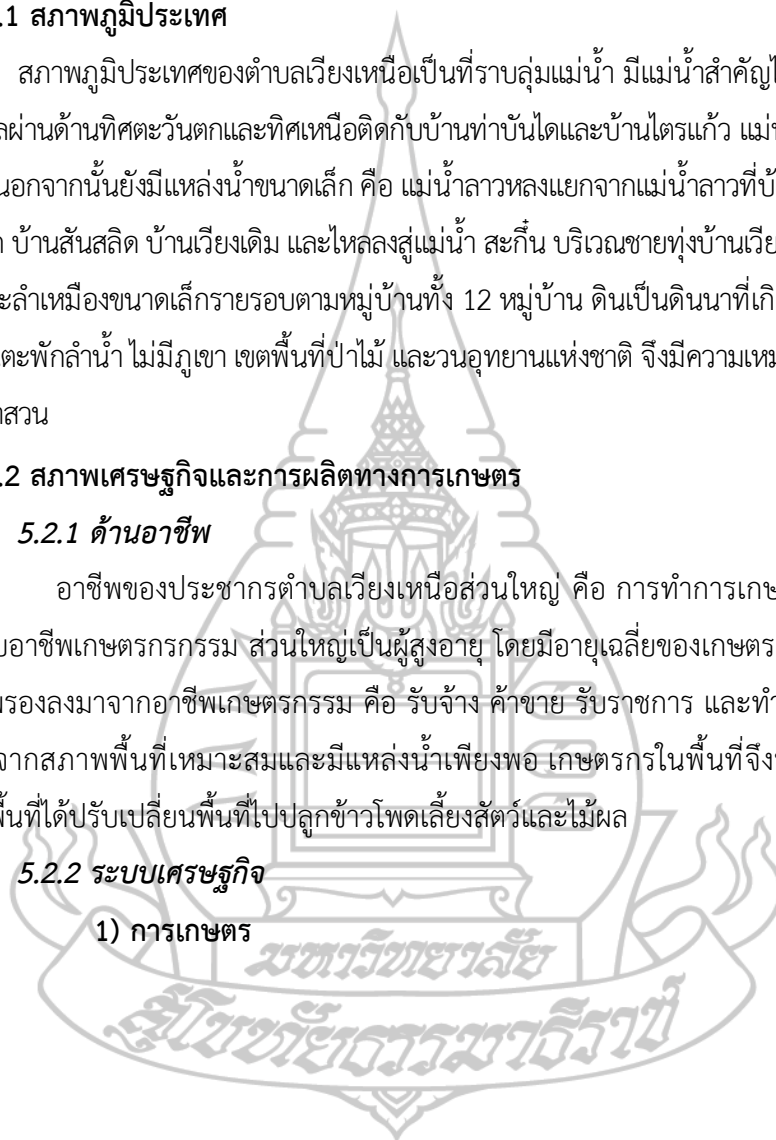 .1 สภาพภูมิประเทศ
สภาพภูมิประเทศของตำบลเวียงเหนือเป็นที่ราบลุ่มแม่น้ำ มีแม่น้ำสำคัญไ
ลผ่านด้านทิศตะวันตกและทิศเหนือติดกับบ้านท่าบันไดและบ้านไตรแก้ว แม่น
นอกจากนั้นยังมีแหล่งน้ำขนาดเล็ก คือ แม่น้ำลาวหลงแยกจากแม่น้ำลาวที่บ้
บ้านสันสลิด บ้านเวียงเดิม และไหลลงสู่แม่น้ำ สะกึ๋น บริเวณชายทุ่งบ้านเวีย
ะลำเหมืองขนาดเล็กรายรอบตามหมู่บ้านทั้ง 12 หมู่บ้าน ดินเป็นดินนาที่เกิ
ตะพักลำน้ำ ไม่มีภูเขา เขตพื้นที่ป่าไม้ และวนอุทยานแห่งชาติ จึงมีความเหม
าสวน
.2 สภาพเศรษฐกิจและการผลิตทางการเกษตร
5.2.1 ด้านอาชีพ
อาชีพของประชากรตำบลเวียงเหนือส่วนใหญ่ คือ การทำการเกษ
บอาชีพเกษตรกรกรรม ส่วนใหญ่เป็นผู้สูงอายุ โดยมีอายุเฉลี่ยของเกษตร
พรองลงมาจากอาชีพเกษตรกรรม คือ รับจ้าง ค้าขาย รับราชการ และทำ
จากสภาพพื้นที่เหมาะสมและมีแหล่งน้ำเพียงพอ เกษตรกรในพื้นที่จึง
พื้นที่ได้ปรับเปลี่ยนพื้นที่ไปปลูกข้าวโพดเลี้ยงสัตว์และไม้ผล
5.2.2 ระบบเศรษฐกิจ
1) การเกษตร
มหาวิทยาลัย
สุโขทัยธรรมาธิราช